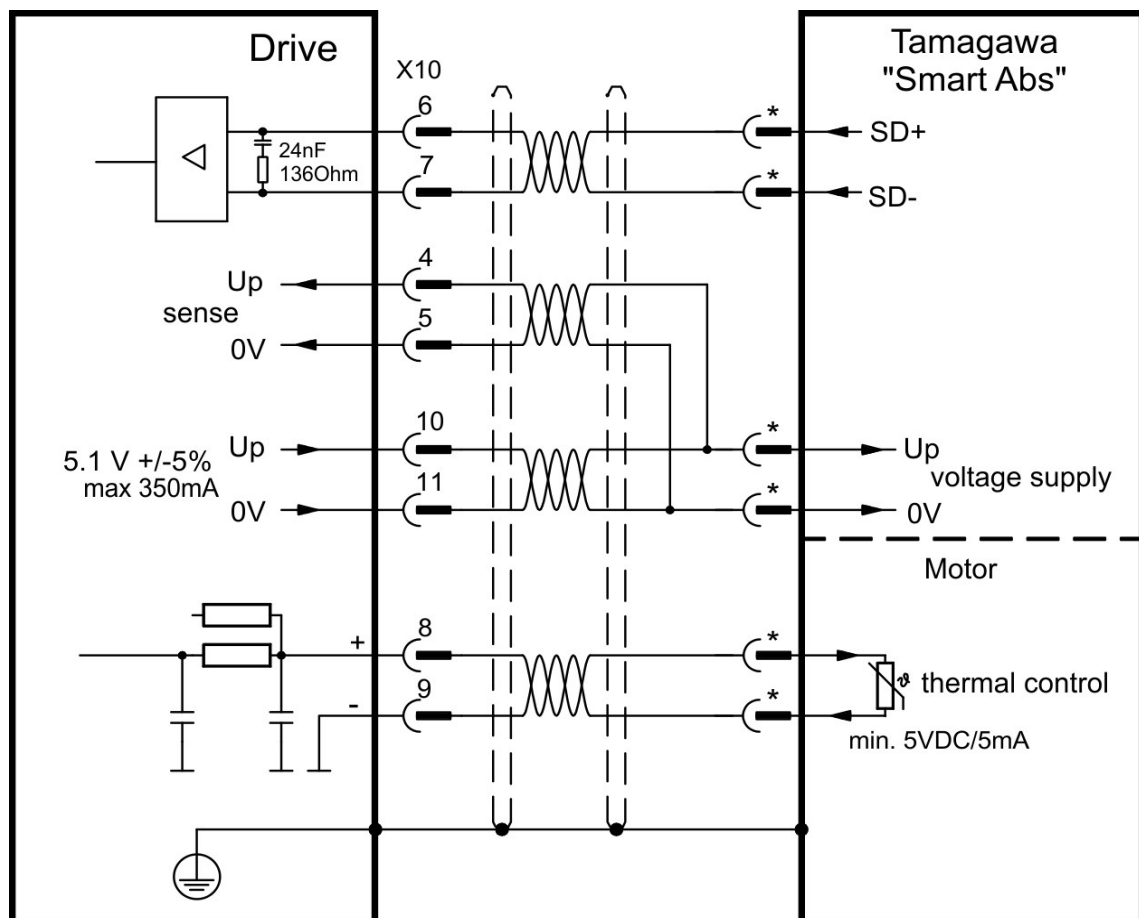 Drive
X10
Tamagawa
"Smart Abs"
6
*
SD+
24nF
136Ohm
7
*
SD-
4
Up
sense
5
0V
10
*
5.1 V +/-5%
max 350mA
Up
Up
voltage supply
11
*
0V
0V
Motor
8
*
+
ϑ thermal control
9
*
-
min. 5VDC/5mA